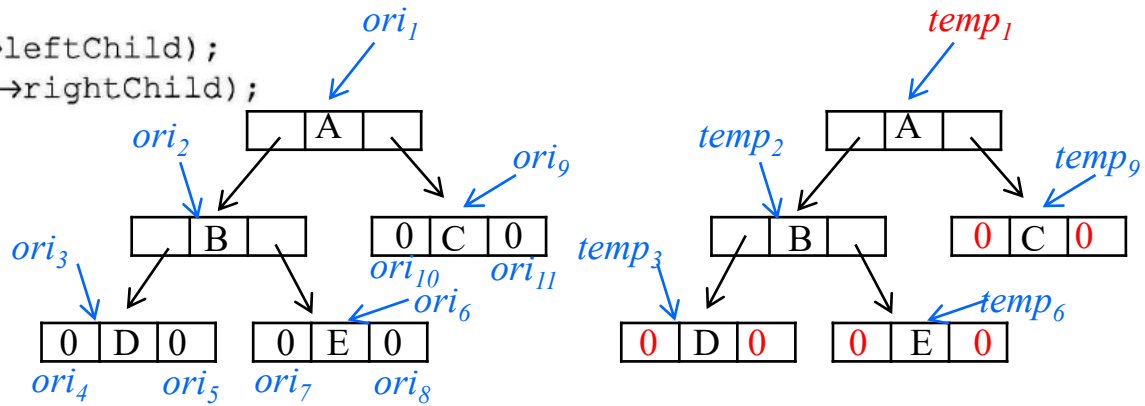 ori1 temp1
→leftChild);
→rightChild);
A A
ori2 ori9 temp2 temp9
B 0 C 0 B 0 C 0
ori3 ori10 ori11 temp3
ori6 temp6
0 D 0 0 E 0 0 D 0 0 E 0
ori4 ori5 ori7 ori8